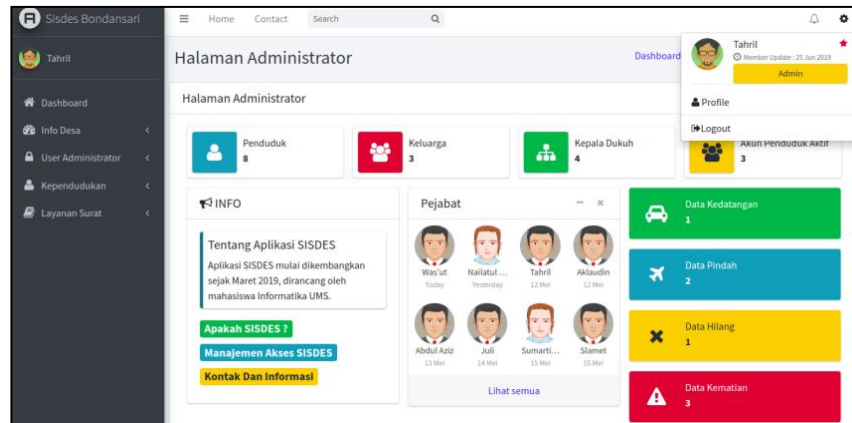 Sisdes Bondansari
Home
Contact
Search
Tahril
Halaman Administrator
Dashboard
Tahril
Member Update : 25 Jun 2019
Admin
Profile
Logout
Dashboard
Info Desa
User Administrator
Kependudukan
Layanan Surat
Halaman Administrator
Penduduk
8
Keluarga
3
Kepala Dukuh
4
Akun Penduduk Aktif
3
INFO
Tentang Aplikasi SISDES
Aplikasi SISDES mulai dikembangkan
sejak Maret 2019, dirancang oleh
mahasiswa Informatika UMS.
Apakah SISDES ?
Manajemen Akses SISDES
Kontak Dan Informasi
Pejabat
Was'ut
Today
Nailatul ...
Yesterday
Tahril
12 Mei
Aklaudin
12 Mei
Abdul Aziz
13 Mei
Juli
14 Mei
Sumarti...
15 Mei
Slamet
15 Mei
Lihat semua
Data Kedatangan
1
Data Pindah
2
Data Hilang
1
Data Kematian
3